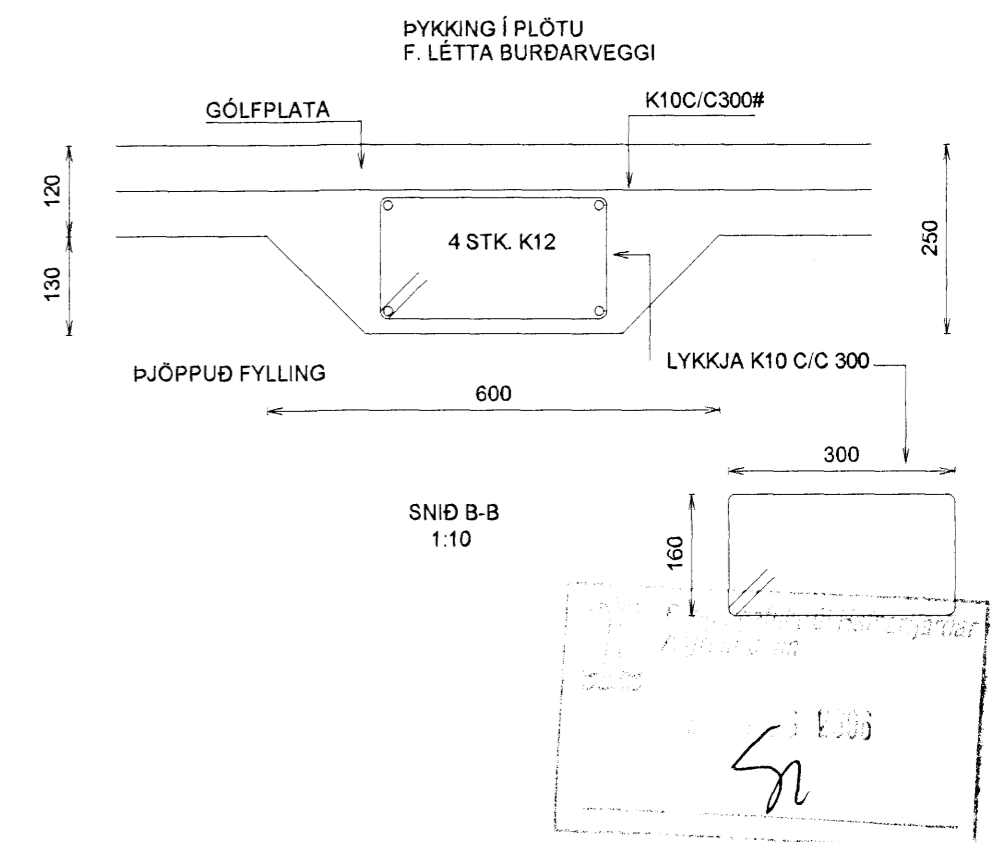 ÞYKKING Í PLÖTU
F. LÉTTA BURÐARVEGGI
GÓLFPLATA
K10C/C300#
120
130
250
4 STK. K12
ÞJÖPPUÐ FYLLING
LYKKJA K10 C/C 300
600
300
160
SNIÐ B-B
1:10